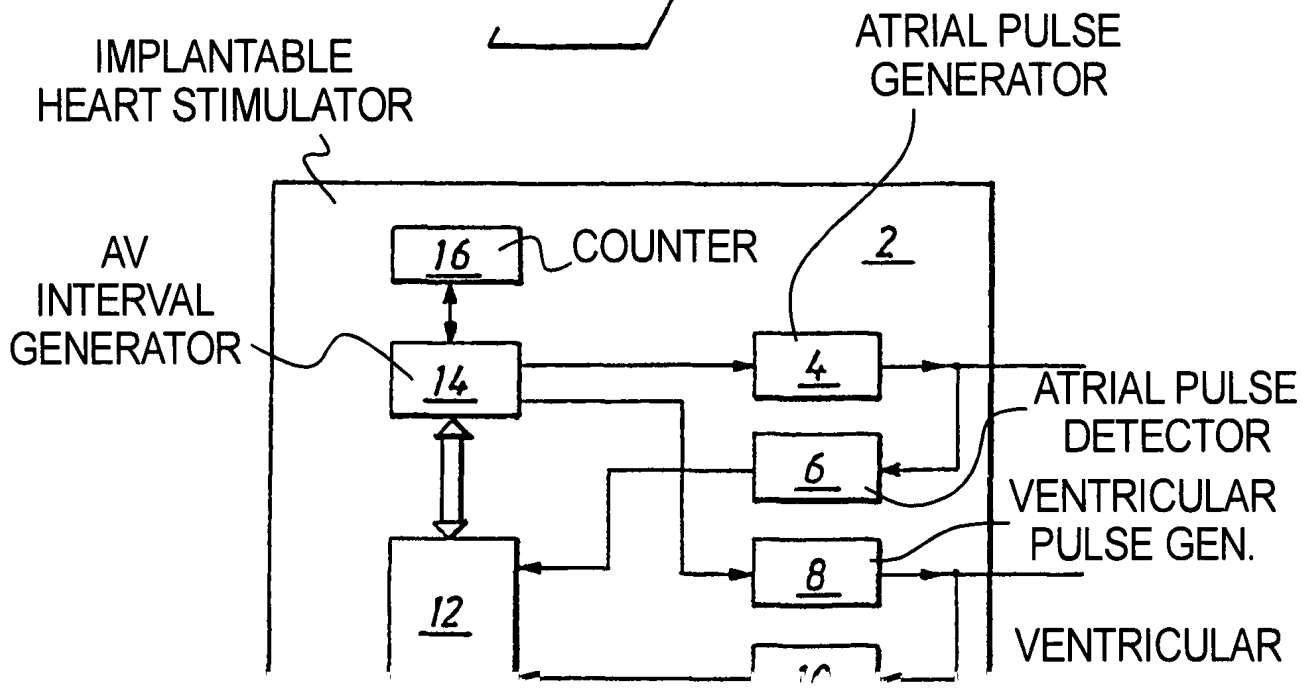 IMPLANTABLE
HEART STIMULATOR
ATRIAL PULSE
GENERATOR
2
16
COUNTER
AV
INTERVAL
GENERATOR
14
4
ATRIAL PULSE
DETECTOR
6
VENTRICULAR
PULSE GEN.
8
12
VENTRICULAR